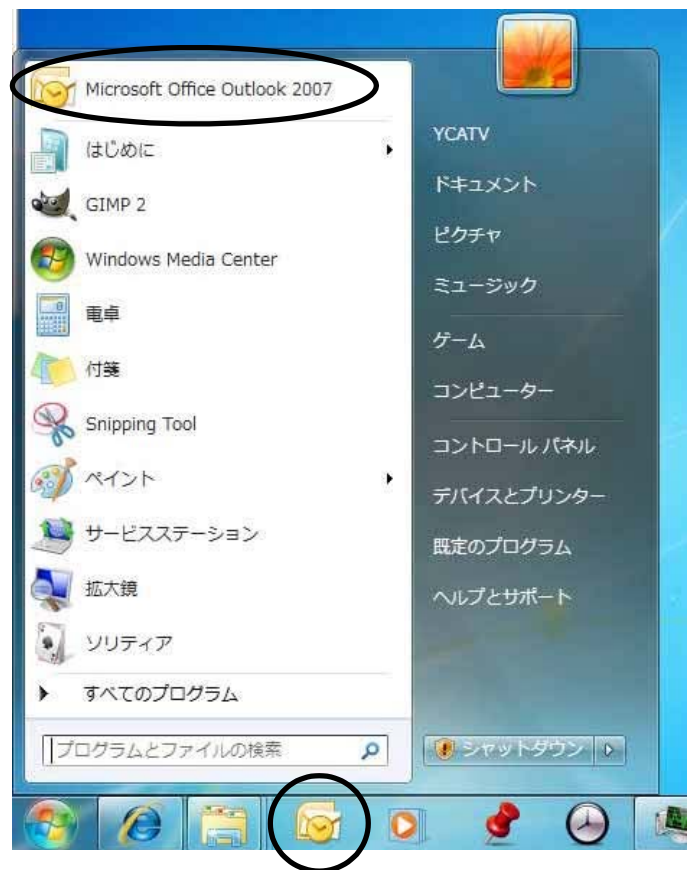 Microsoft Office Outlook 2007
はじめに
GIMP 2
Windows Media Center
電卓
付箋
Snipping Tool
ペイント
サービスステーション
拡大鏡
ソリティア
すべてのプログラム
プログラムとファイルの検索
YCATV
ドキュメント
ピクチャ
ミュージック
ゲーム
コンピューター
コントロール パネル
デバイスとプリンター
既定のプログラム
ヘルプとサポート
シャットダウン